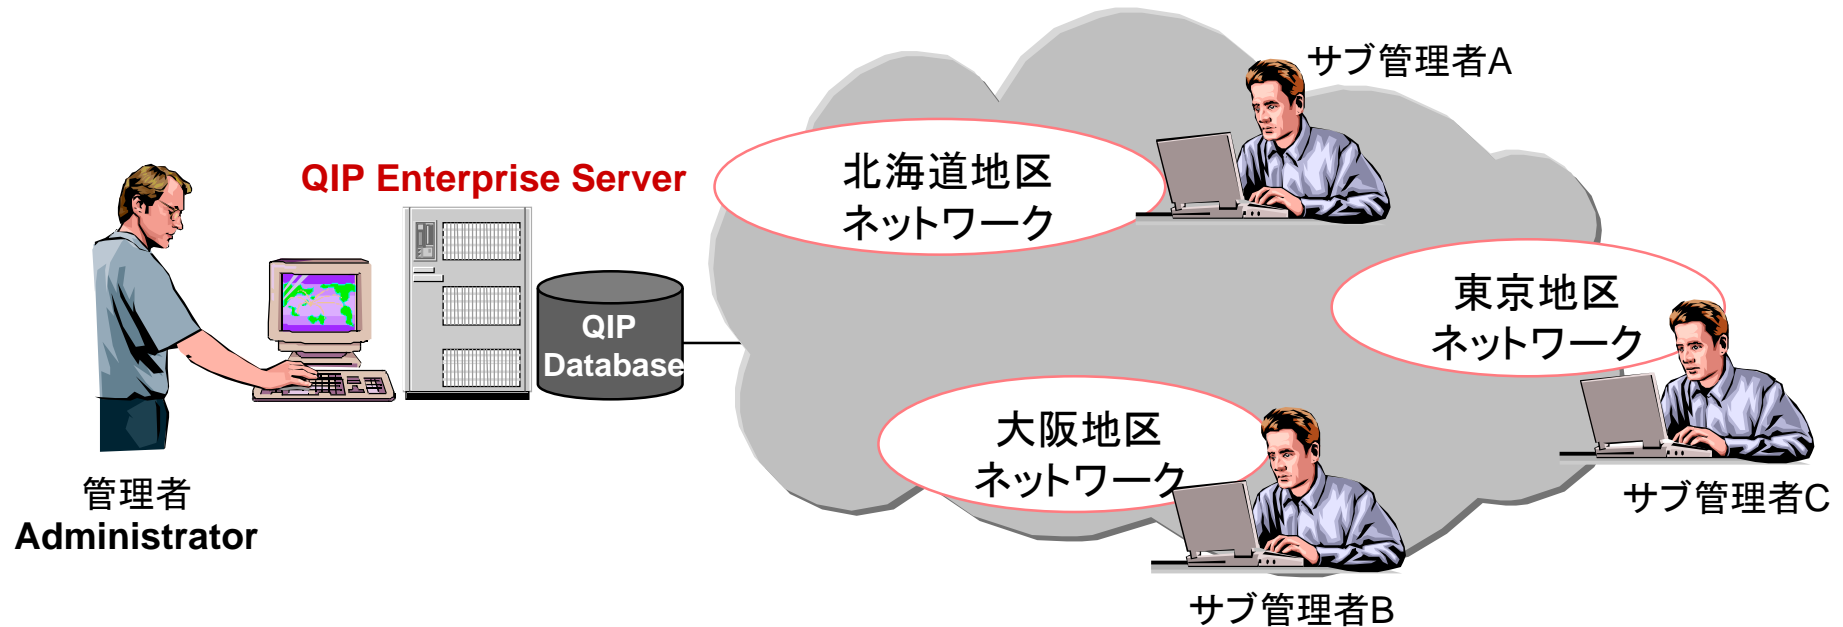 サブ管理者A
北海道地区
ネットワーク
QIP Enterprise Server
東京地区
ネットワーク
QIP
Database
大阪地区
ネットワーク
管理者
Administrator
サブ管理者C
サブ管理者B